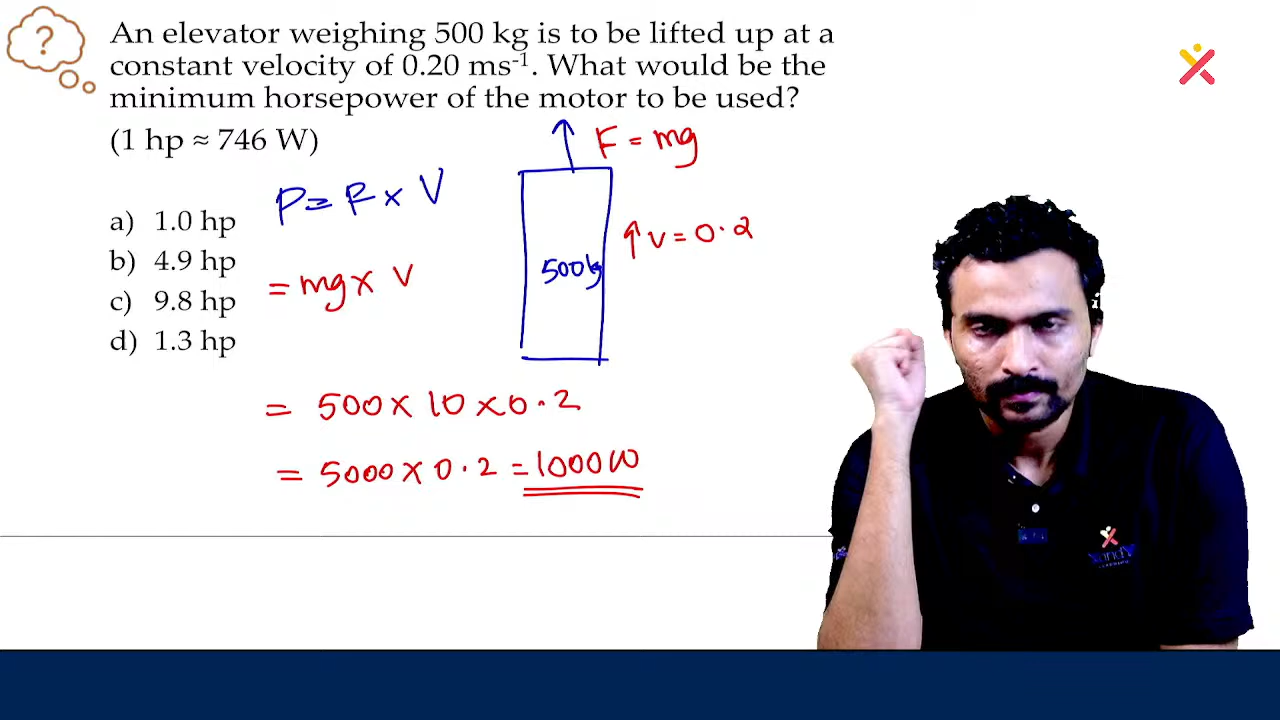 ?
An elevator weighing 500 kg is to be lifted up at a
constant velocity of 0.20 ms⁻¹. What would be the
minimum horsepower of the motor to be used?
(1 hp ≈ 746 W)
a) 1.0 hp
b) 4.9 hp
c) 9.8 hp
d) 1.3 hp
P = F × V
= mg × V
= 500 × 10 × 0.2
= 5000 × 0.2 = 1000 W
F = mg
↑ v = 0.2
500kg